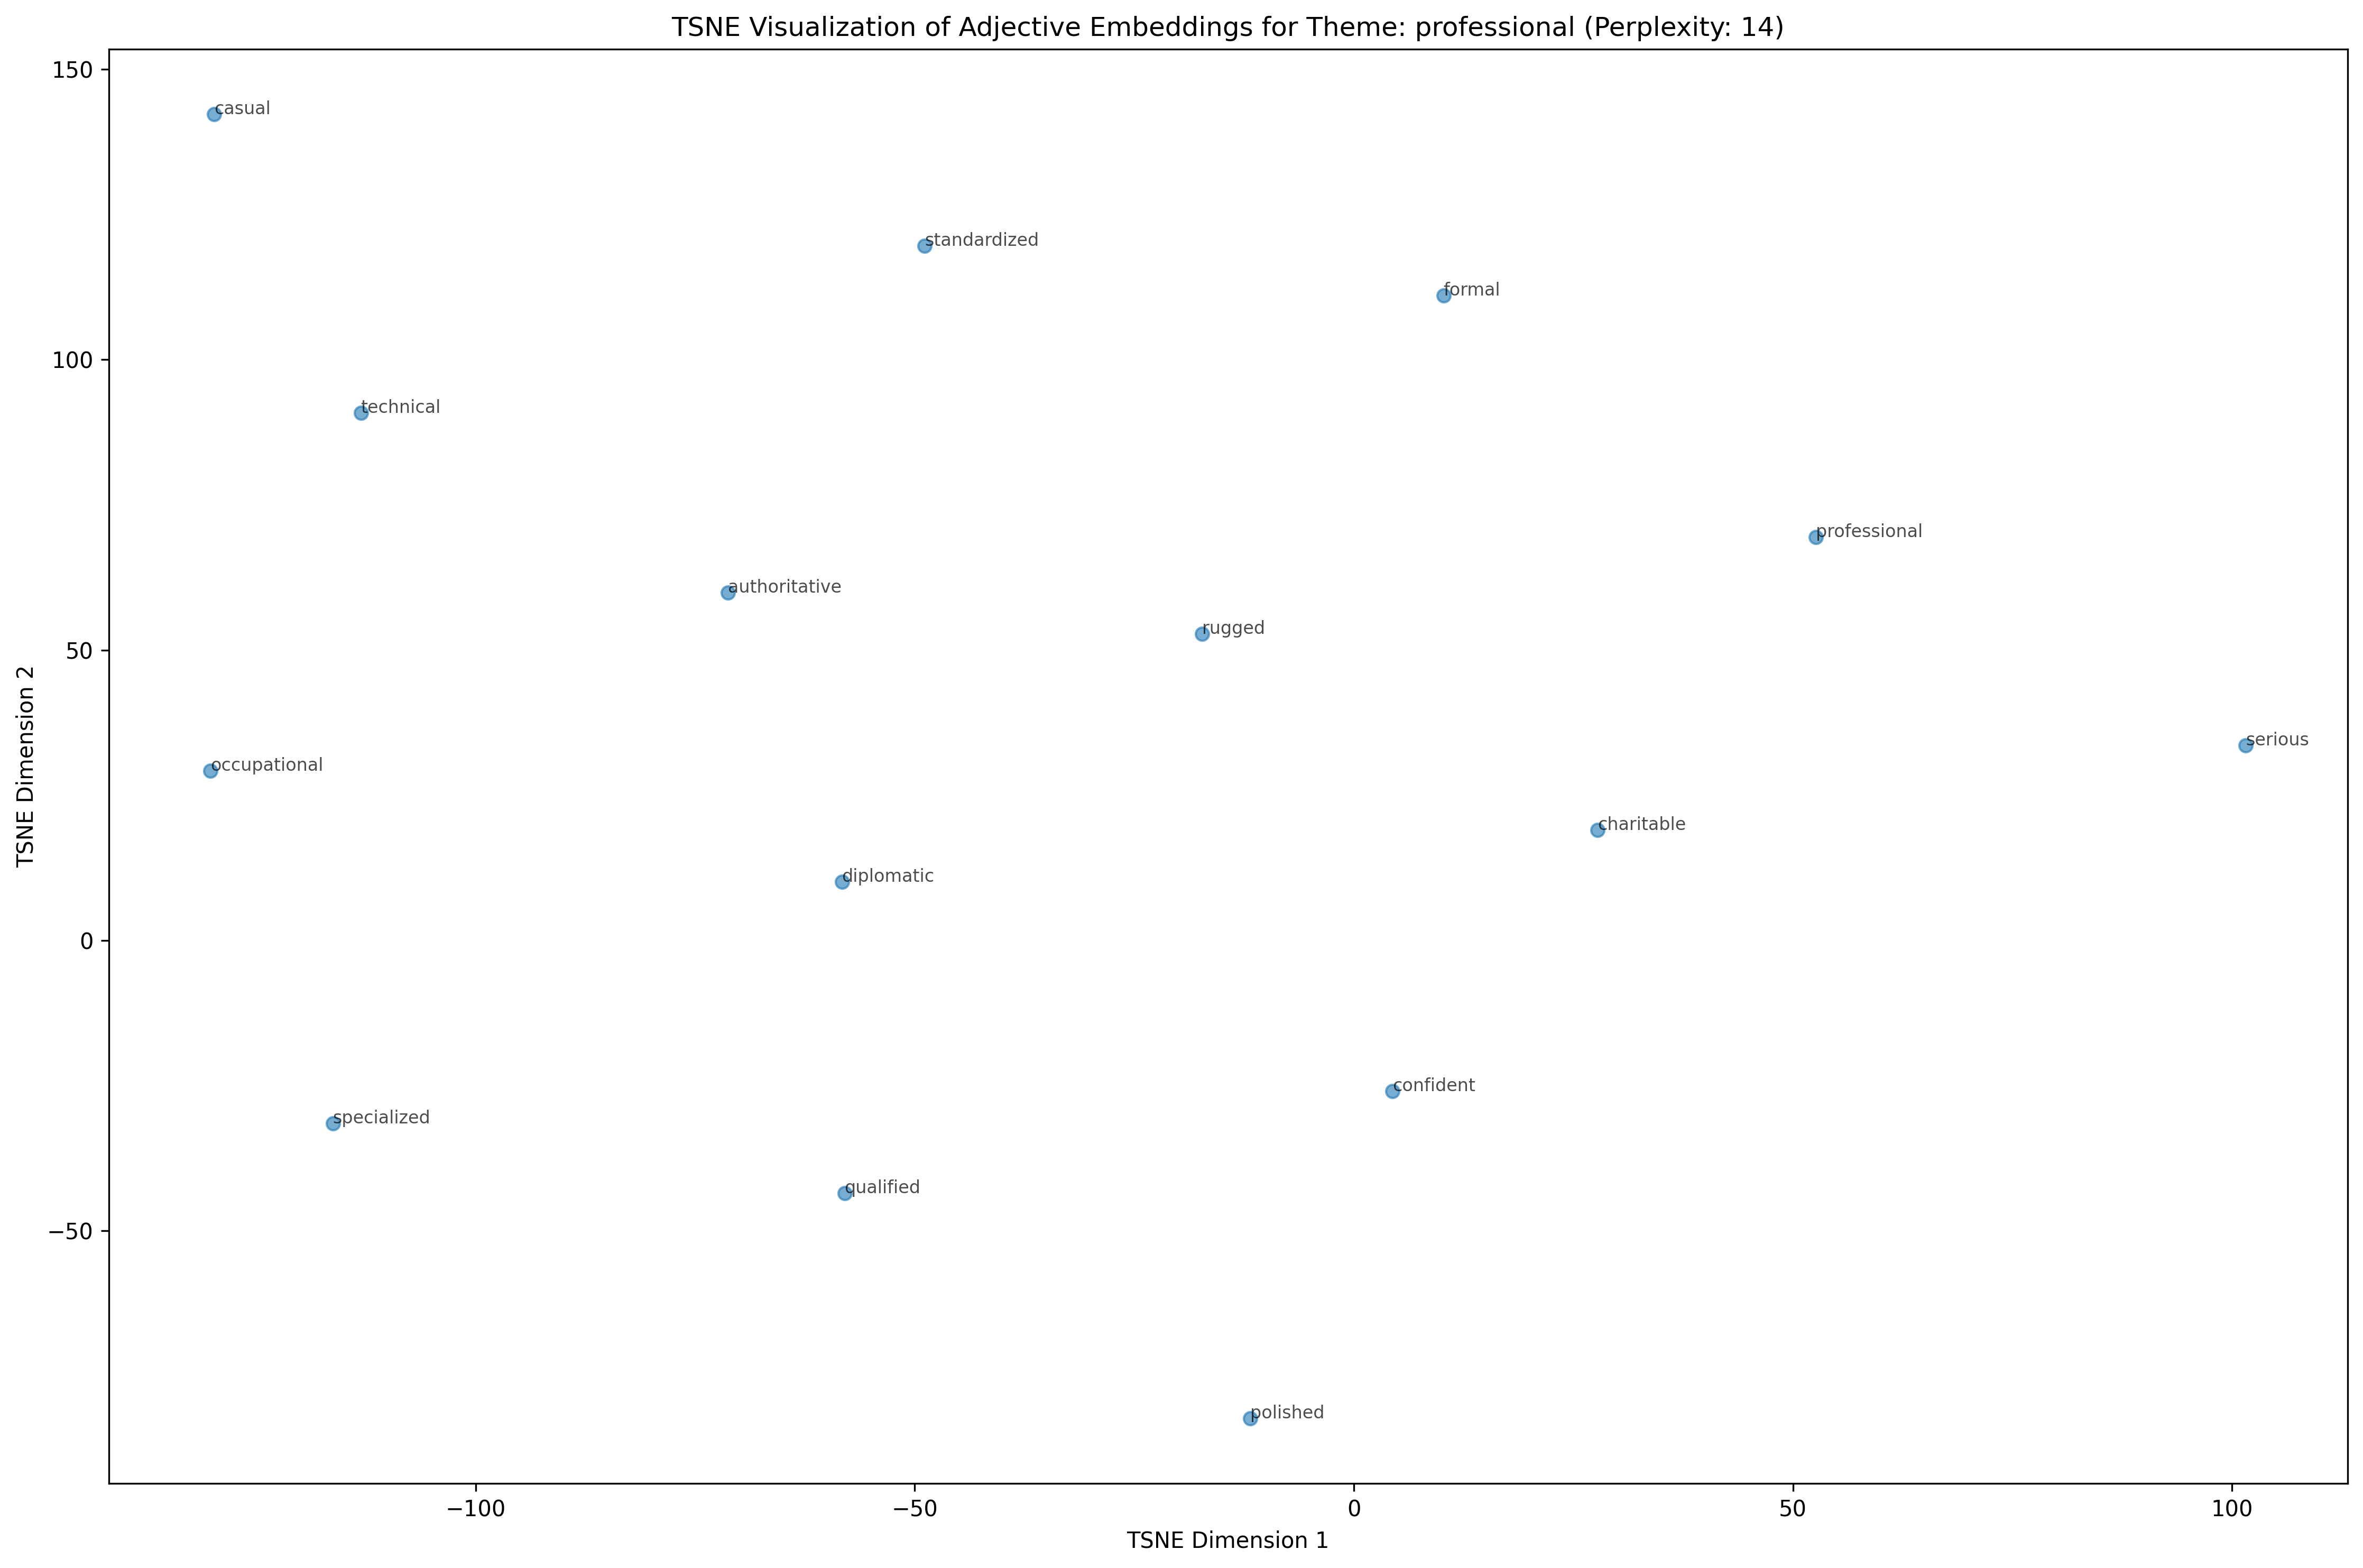 TSNE Visualization of Adjective Embeddings for Theme: professional (Perplexity: 14)
150
casual
standardized
formal
100
technical
professional
authoritative
rugged
50
serious
occupational
charitable
diplomatic
TSNE Dimension 2
0
confident
specialized
qualified
−50
polished
−100
−50
0
50
100
TSNE Dimension 1